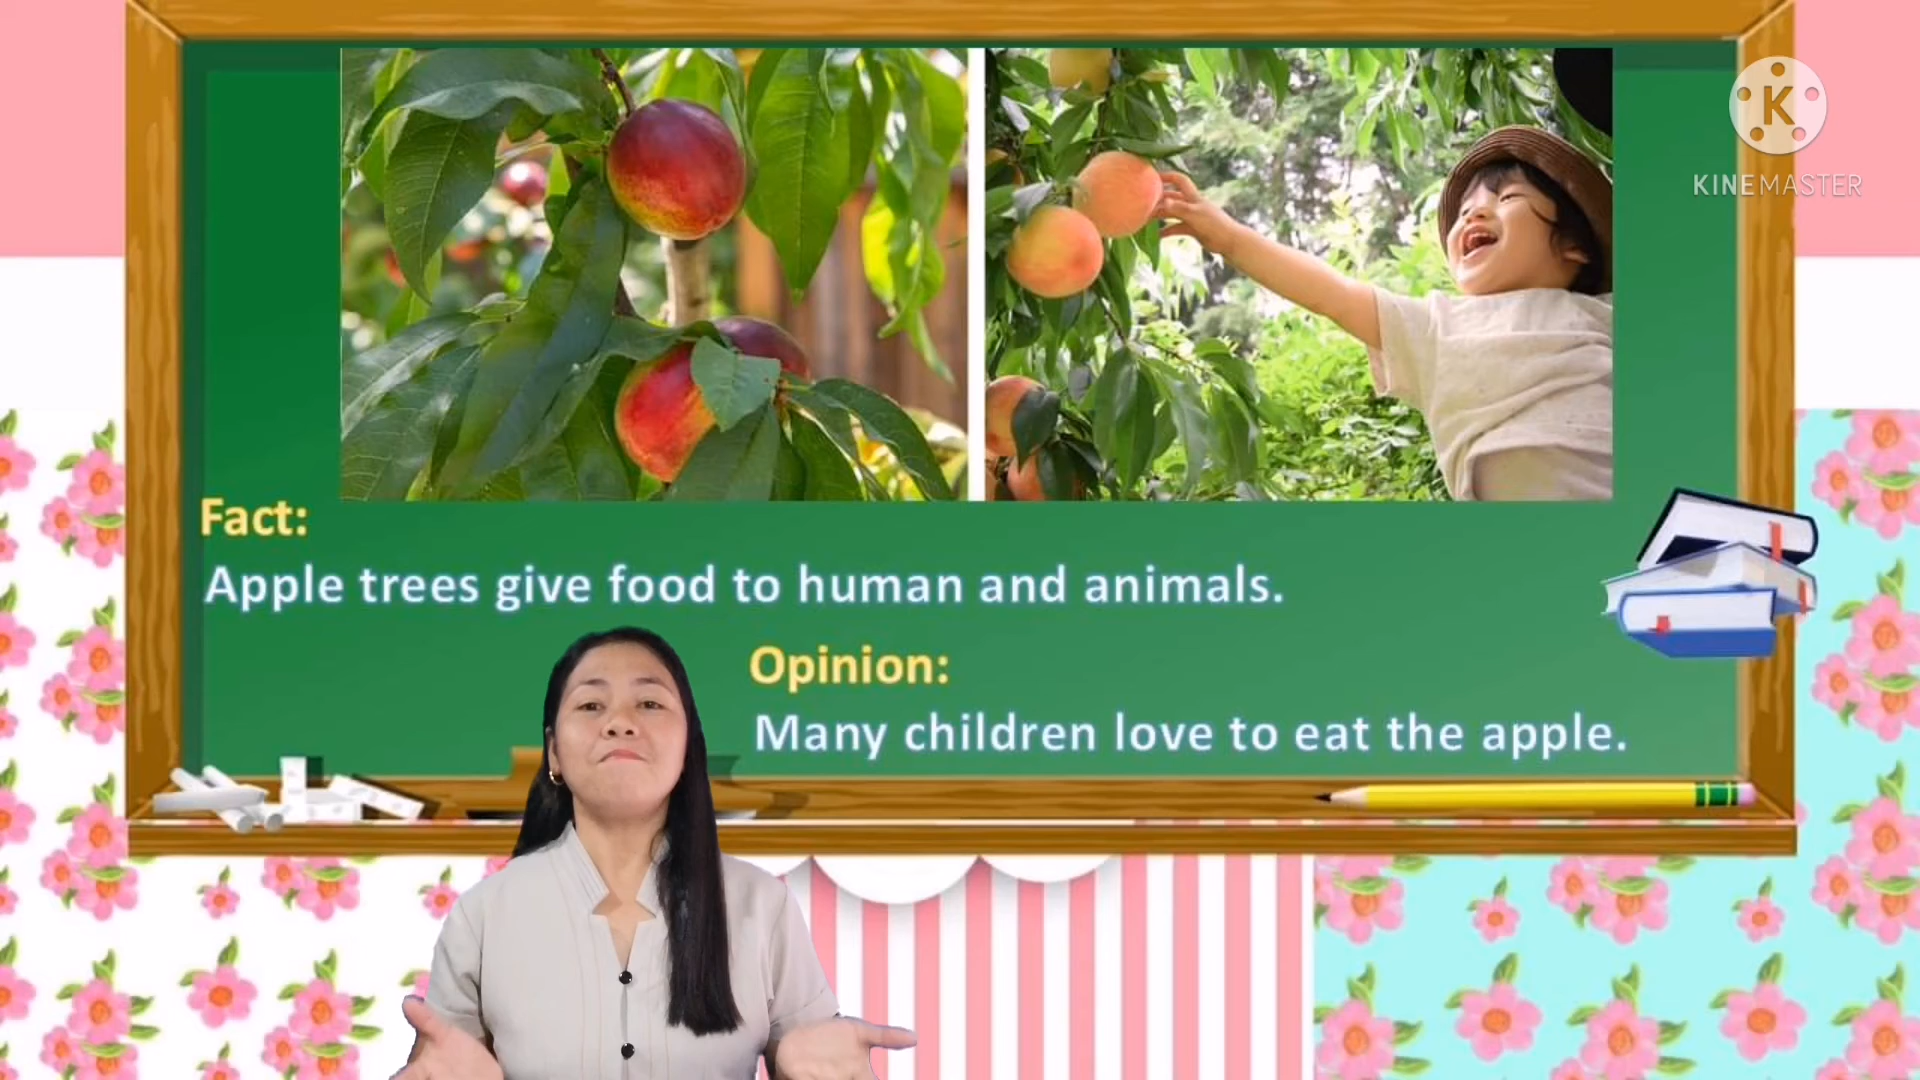 K
KINEMASTER
Fact:
Apple trees give food to human and animals.
Opinion:
Many children love to eat the apple.